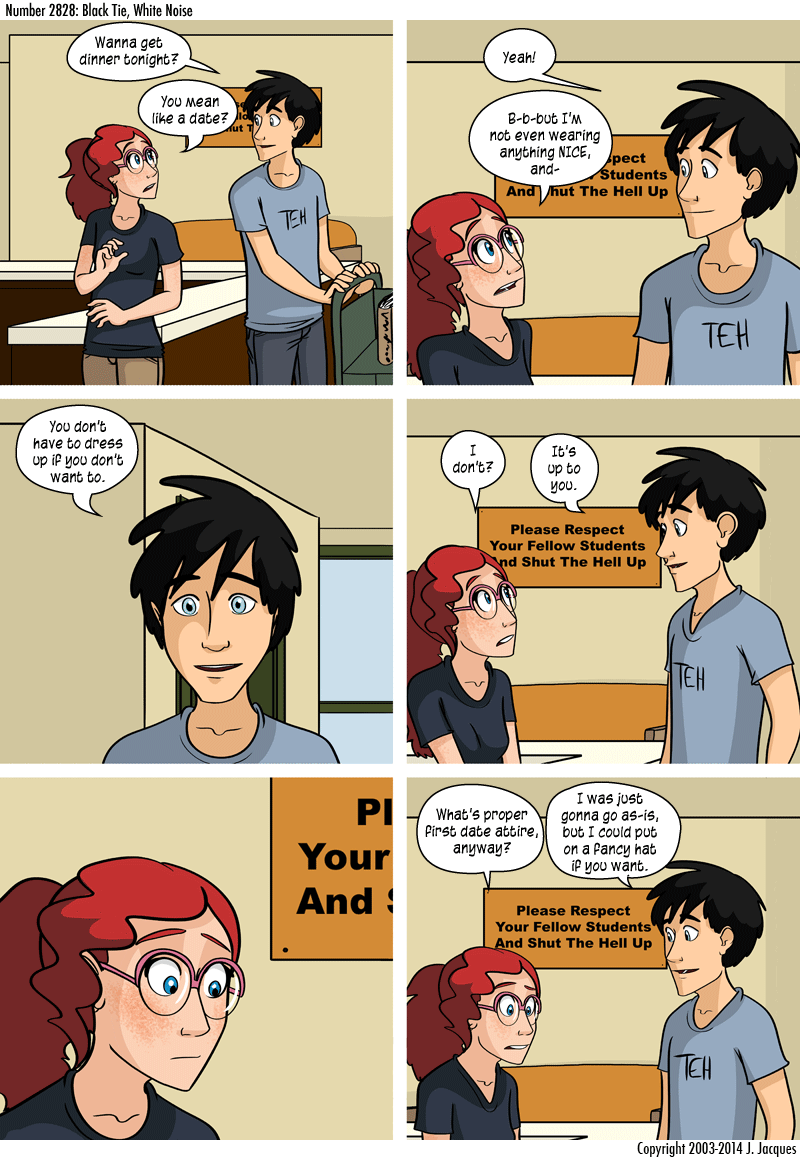 Number 2828: Black Tie, White Noise
Wanna get
dinner tonight?
You mean
like a date?
TEH
Yeah!
B-b-but I'm
not even wearing
anything NICE,
and-
spect
Students
And Shut The Hell Up
TEH
You don't
have to dress
up if you don't
want to.
I
don't?
It's
up to
you.
Please Respect
Your Fellow Students
And Shut The Hell Up
TEH
Pl
Your
And S
What's proper
first date attire,
anyway?
I was just
gonna go as-is,
but I could put
on a fancy hat
if you want.
Please Respect
Your Fellow Students
And Shut The Hell Up
TEH
Copyright 2003-2014 J. Jacques